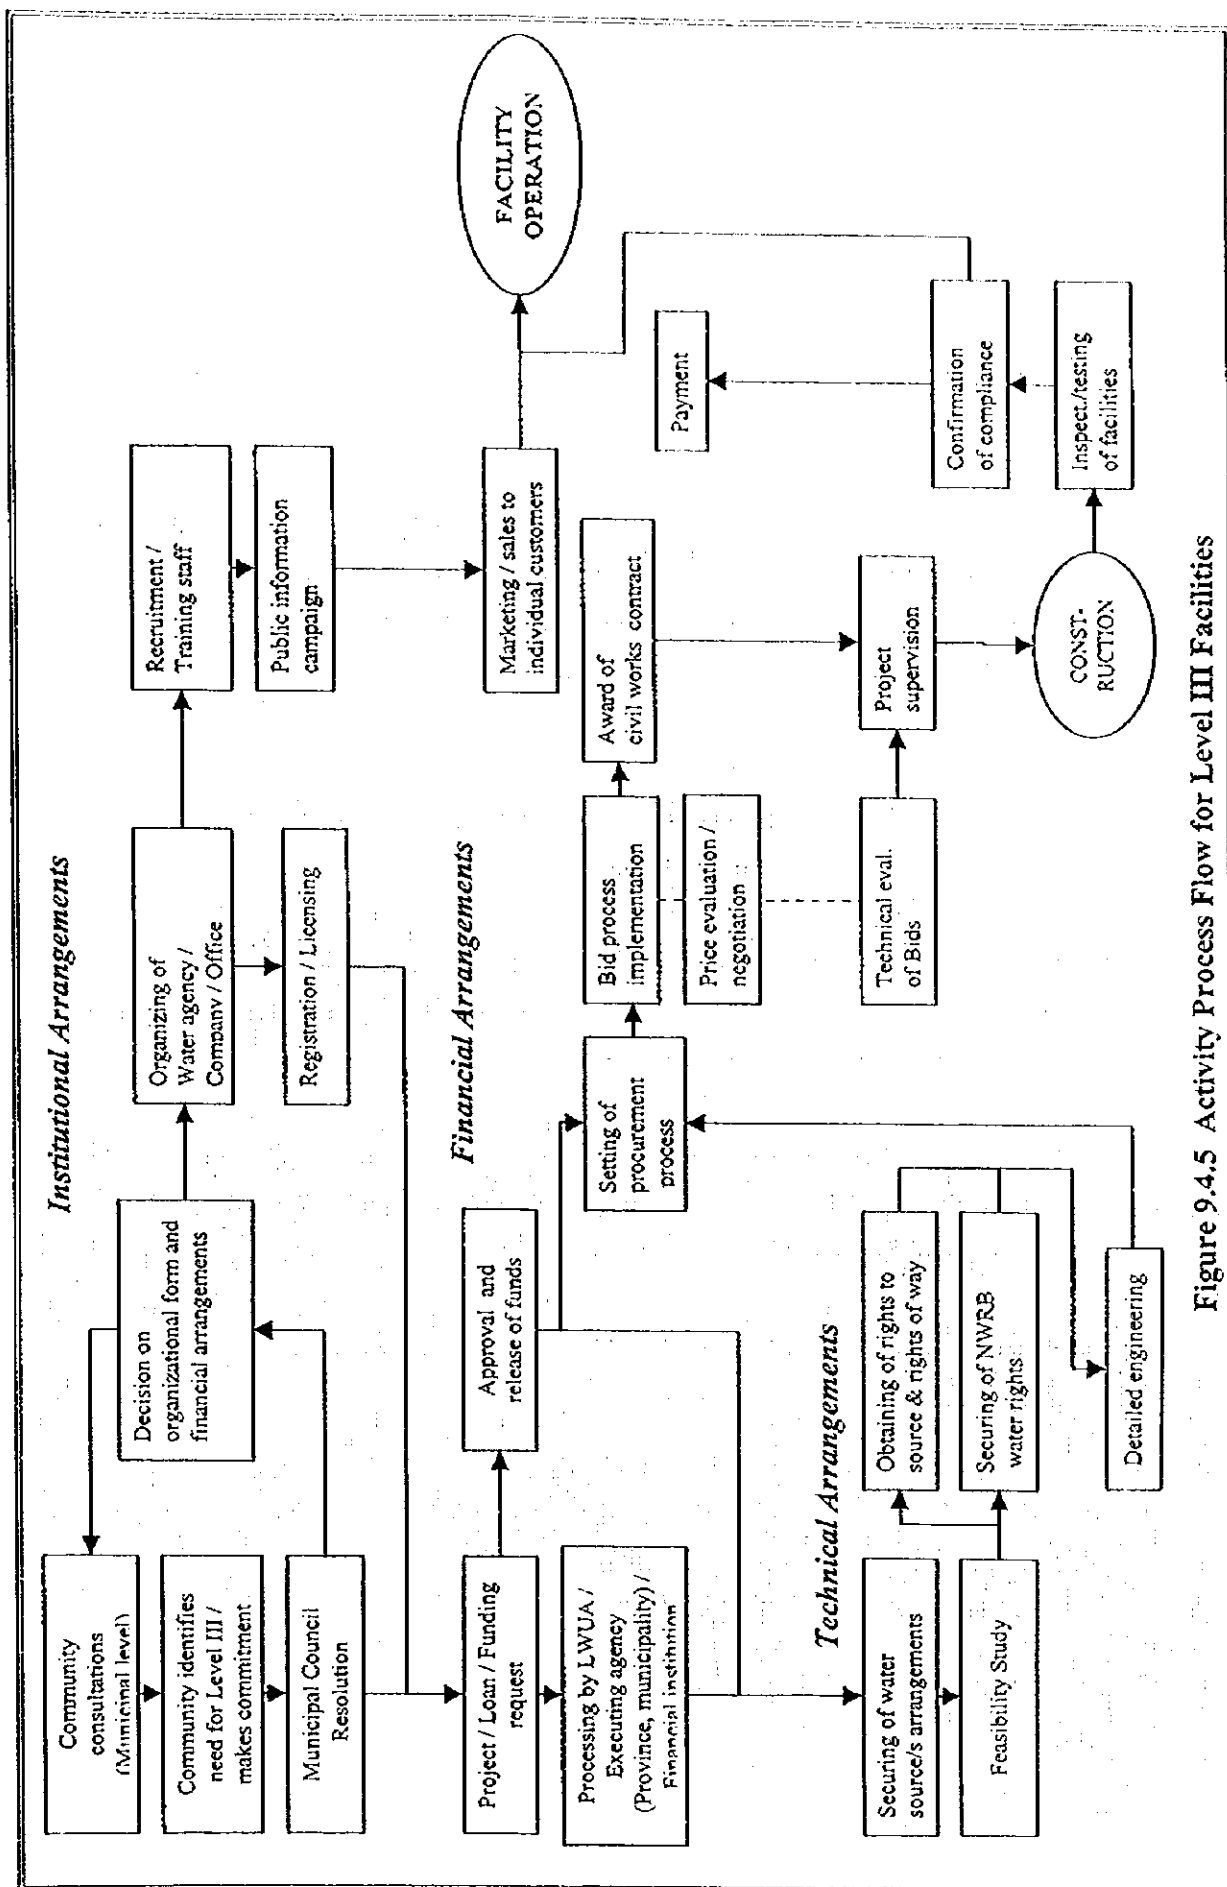 Institutional Arrangements
Community
consultations
(Municipal level)
Community identifies
need for Level III /
makes commitment
Municipal Council
Resolution
Decision on
organizational form and
financial arrangements
Organizing of
Water agency /
Company / Office
Registration / Licensing
Recruitment /
Training staff
Public information
campaign
Marketing / sales to
individual customers
FACILITY
OPERATION
Financial Arrangements
Project / Loan / Funding
request
Processing by LWUA /
Executing agency
(Province, municipality) /
Financial institution
Approval and
release of funds
Setting of
procurement
process
Bid process
implementation
Price evaluation /
negotiation
Technical eval.
of Bids
Award of
civil works contract
Project
supervision
CONST-
RUCTION
Inspect./testing
of facilities
Confirmation
of compliance
Payment
Technical Arrangements
Securing of water
source/s arrangements
Feasibility Study
Obtaining of rights to
source & rights of way
Securing of NWRB
water rights
Detailed engineering
Figure 9.4.5 Activity Process Flow for Level III Facilities